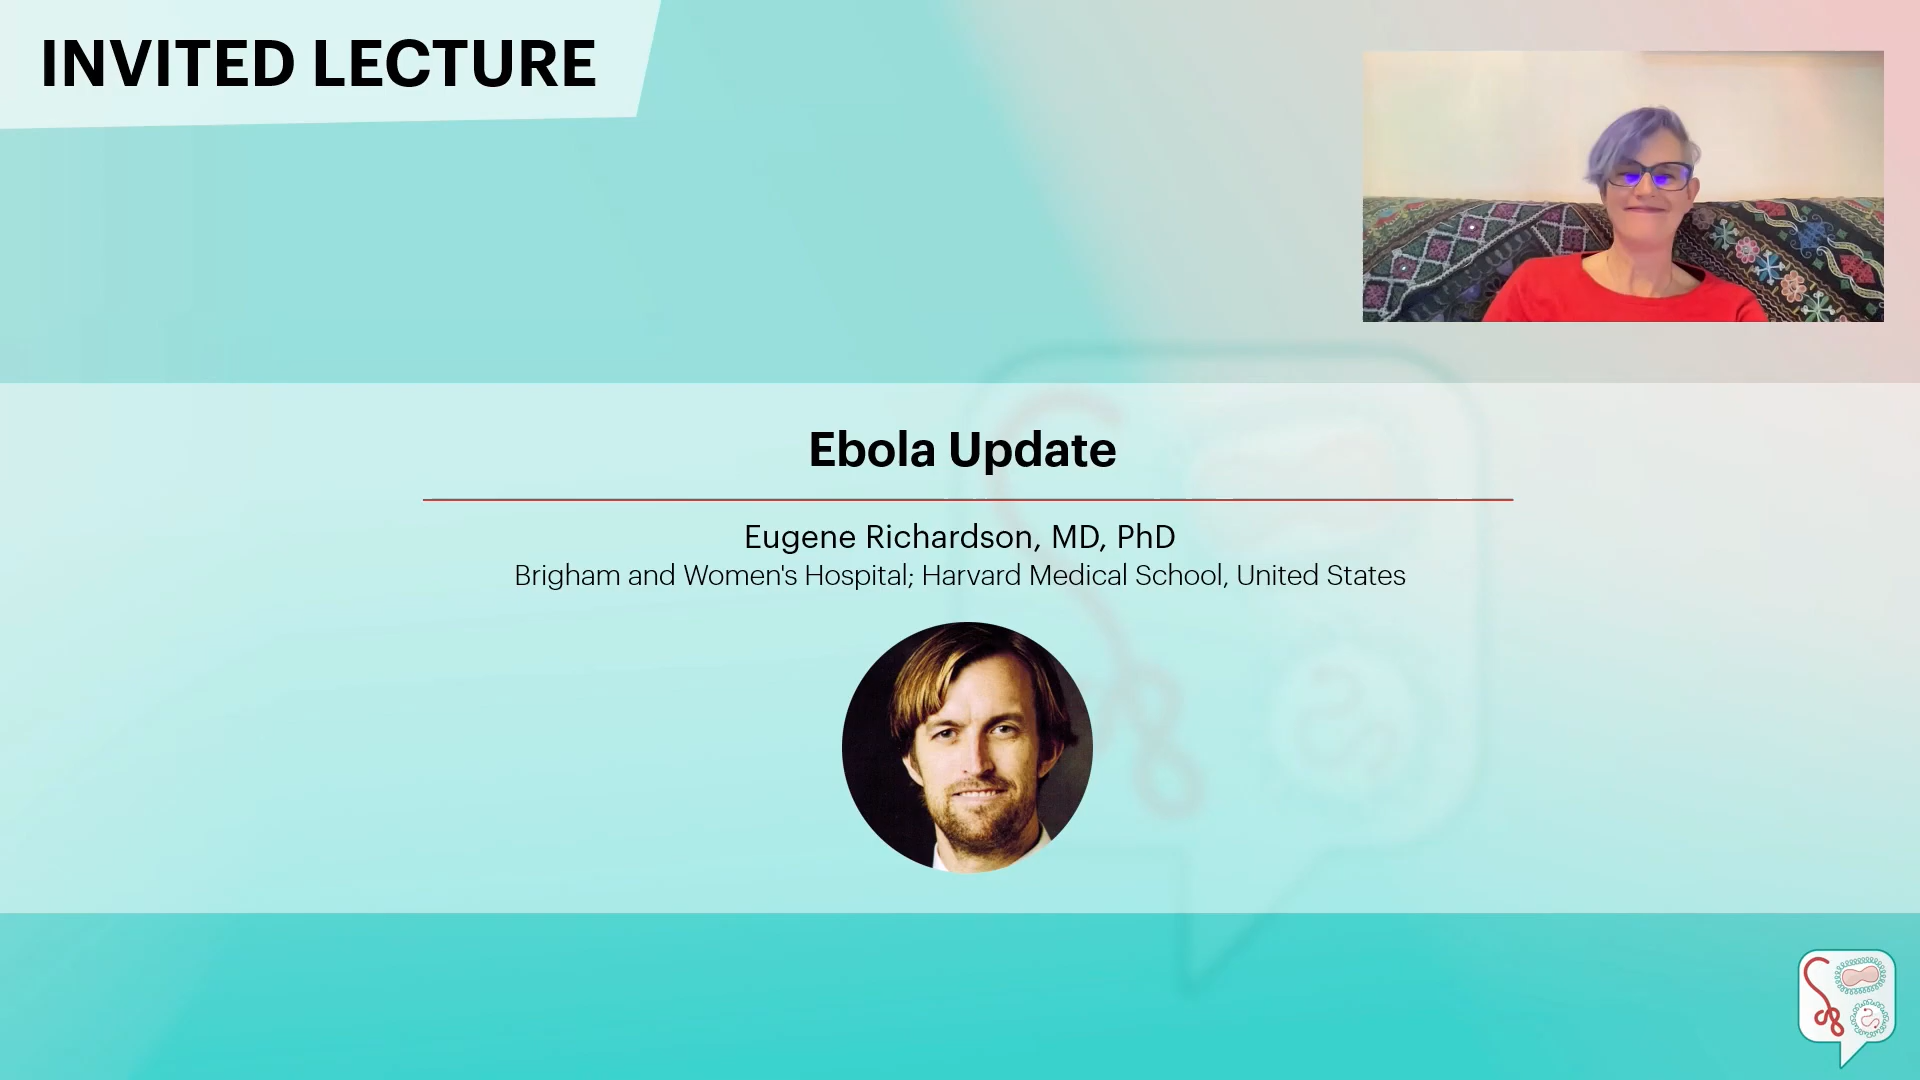 INVITED LECTURE
Ebola Update
Eugene Richardson, MD, PhD
Brigham and Women's Hospital; Harvard Medical School, United States